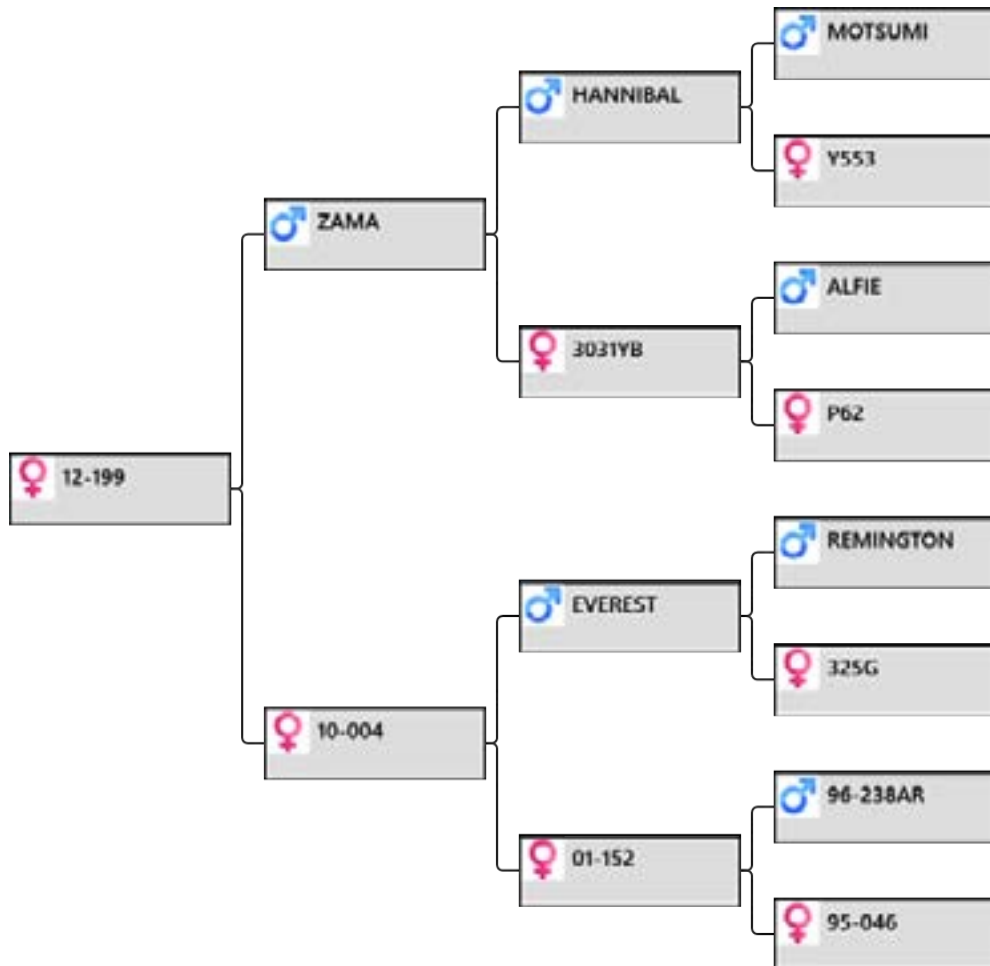 MOTSUMI
HANNIBAL
Y553
ZAMA
ALFIE
3031YB
P62
12-199
REMINGTON
EVEREST
325G
10-004
96-238AR
01-152
95-046